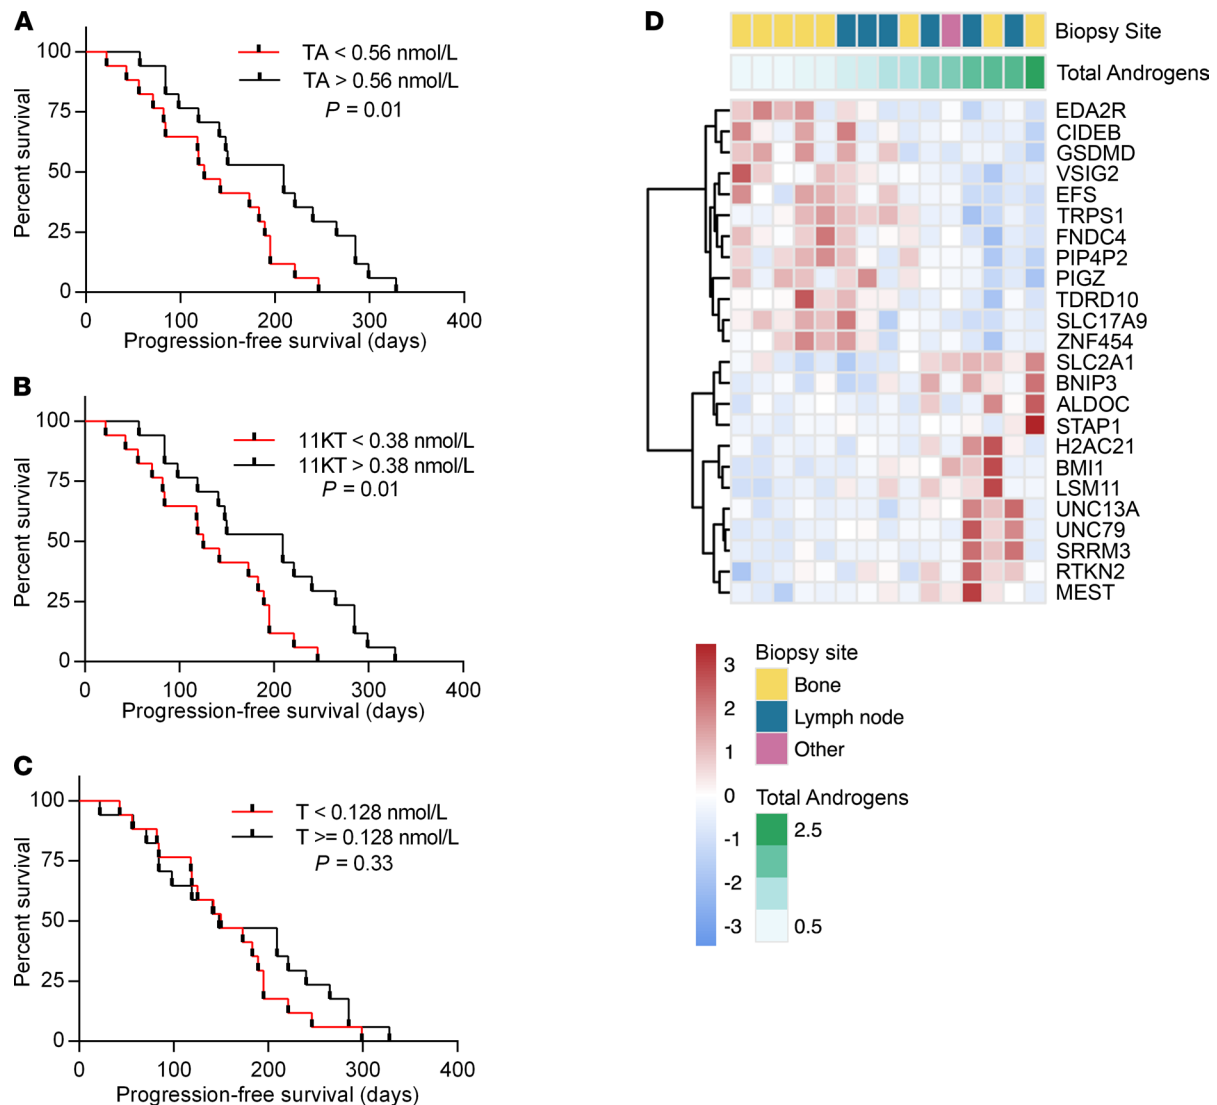 A
TA < 0.56 nmol/L
TA > 0.56 nmol/L
P = 0.01
100
75
50
25
0
Percent survival
0 100 200 300 400
Progression-free survival (days)
B
11KT < 0.38 nmol/L
11KT > 0.38 nmol/L
P = 0.01
100
75
50
25
0
Percent survival
0 100 200 300 400
Progression-free survival (days)
C
T < 0.128 nmol/L
T >= 0.128 nmol/L
P = 0.33
100
75
50
25
0
Percent survival
0 100 200 300 400
Progression-free survival (days)
D
Biopsy Site
Total Androgens
EDA2R
CIDEB
GSDMD
VSIG2
EFS
TRPS1
FNDC4
PIP4P2
PIGZ
TDRD10
SLC17A9
ZNF454
SLC2A1
BNIP3
ALDOC
STAP1
H2AC21
BMI1
LSM11
UNC13A
UNC79
SRRM3
RTKN2
MEST
3
2
1
0
-1
-2
-3
Biopsy site
Bone
Lymph node
Other
Total Androgens
2.5
0.5